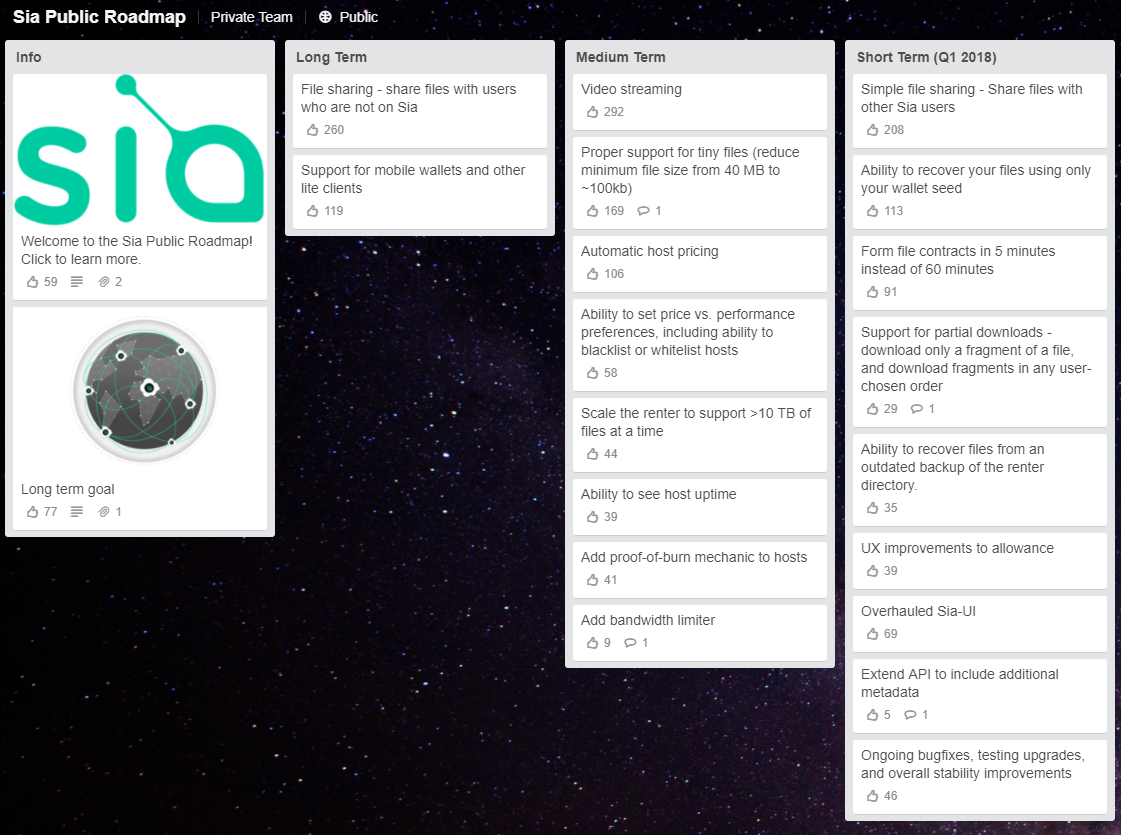 Sia Public Roadmap
Private Team
Public
Info
sia
Welcome to the Sia Public Roadmap!
Click to learn more.
59
2
Long term goal
77
1
Long Term
File sharing - share files with users
who are not on Sia
260
Support for mobile wallets and other
lite clients
119
Medium Term
Video streaming
292
Proper support for tiny files (reduce
minimum file size from 40 MB to
~100kb)
169
1
Automatic host pricing
106
Ability to set price vs. performance
preferences, including ability to
blacklist or whitelist hosts
58
Scale the renter to support >10 TB of
files at a time
44
Ability to see host uptime
39
Add proof-of-burn mechanic to hosts
41
Add bandwidth limiter
9
1
Short Term (Q1 2018)
Simple file sharing - Share files with
other Sia users
208
Ability to recover your files using only
your wallet seed
113
Form file contracts in 5 minutes
instead of 60 minutes
91
Support for partial downloads -
download only a fragment of a file,
and download fragments in any user-
chosen order
29
1
Ability to recover files from an
outdated backup of the renter
directory.
35
UX improvements to allowance
39
Overhauled Sia-UI
69
Extend API to include additional
metadata
5
1
Ongoing bugfixes, testing upgrades,
and overall stability improvements
46